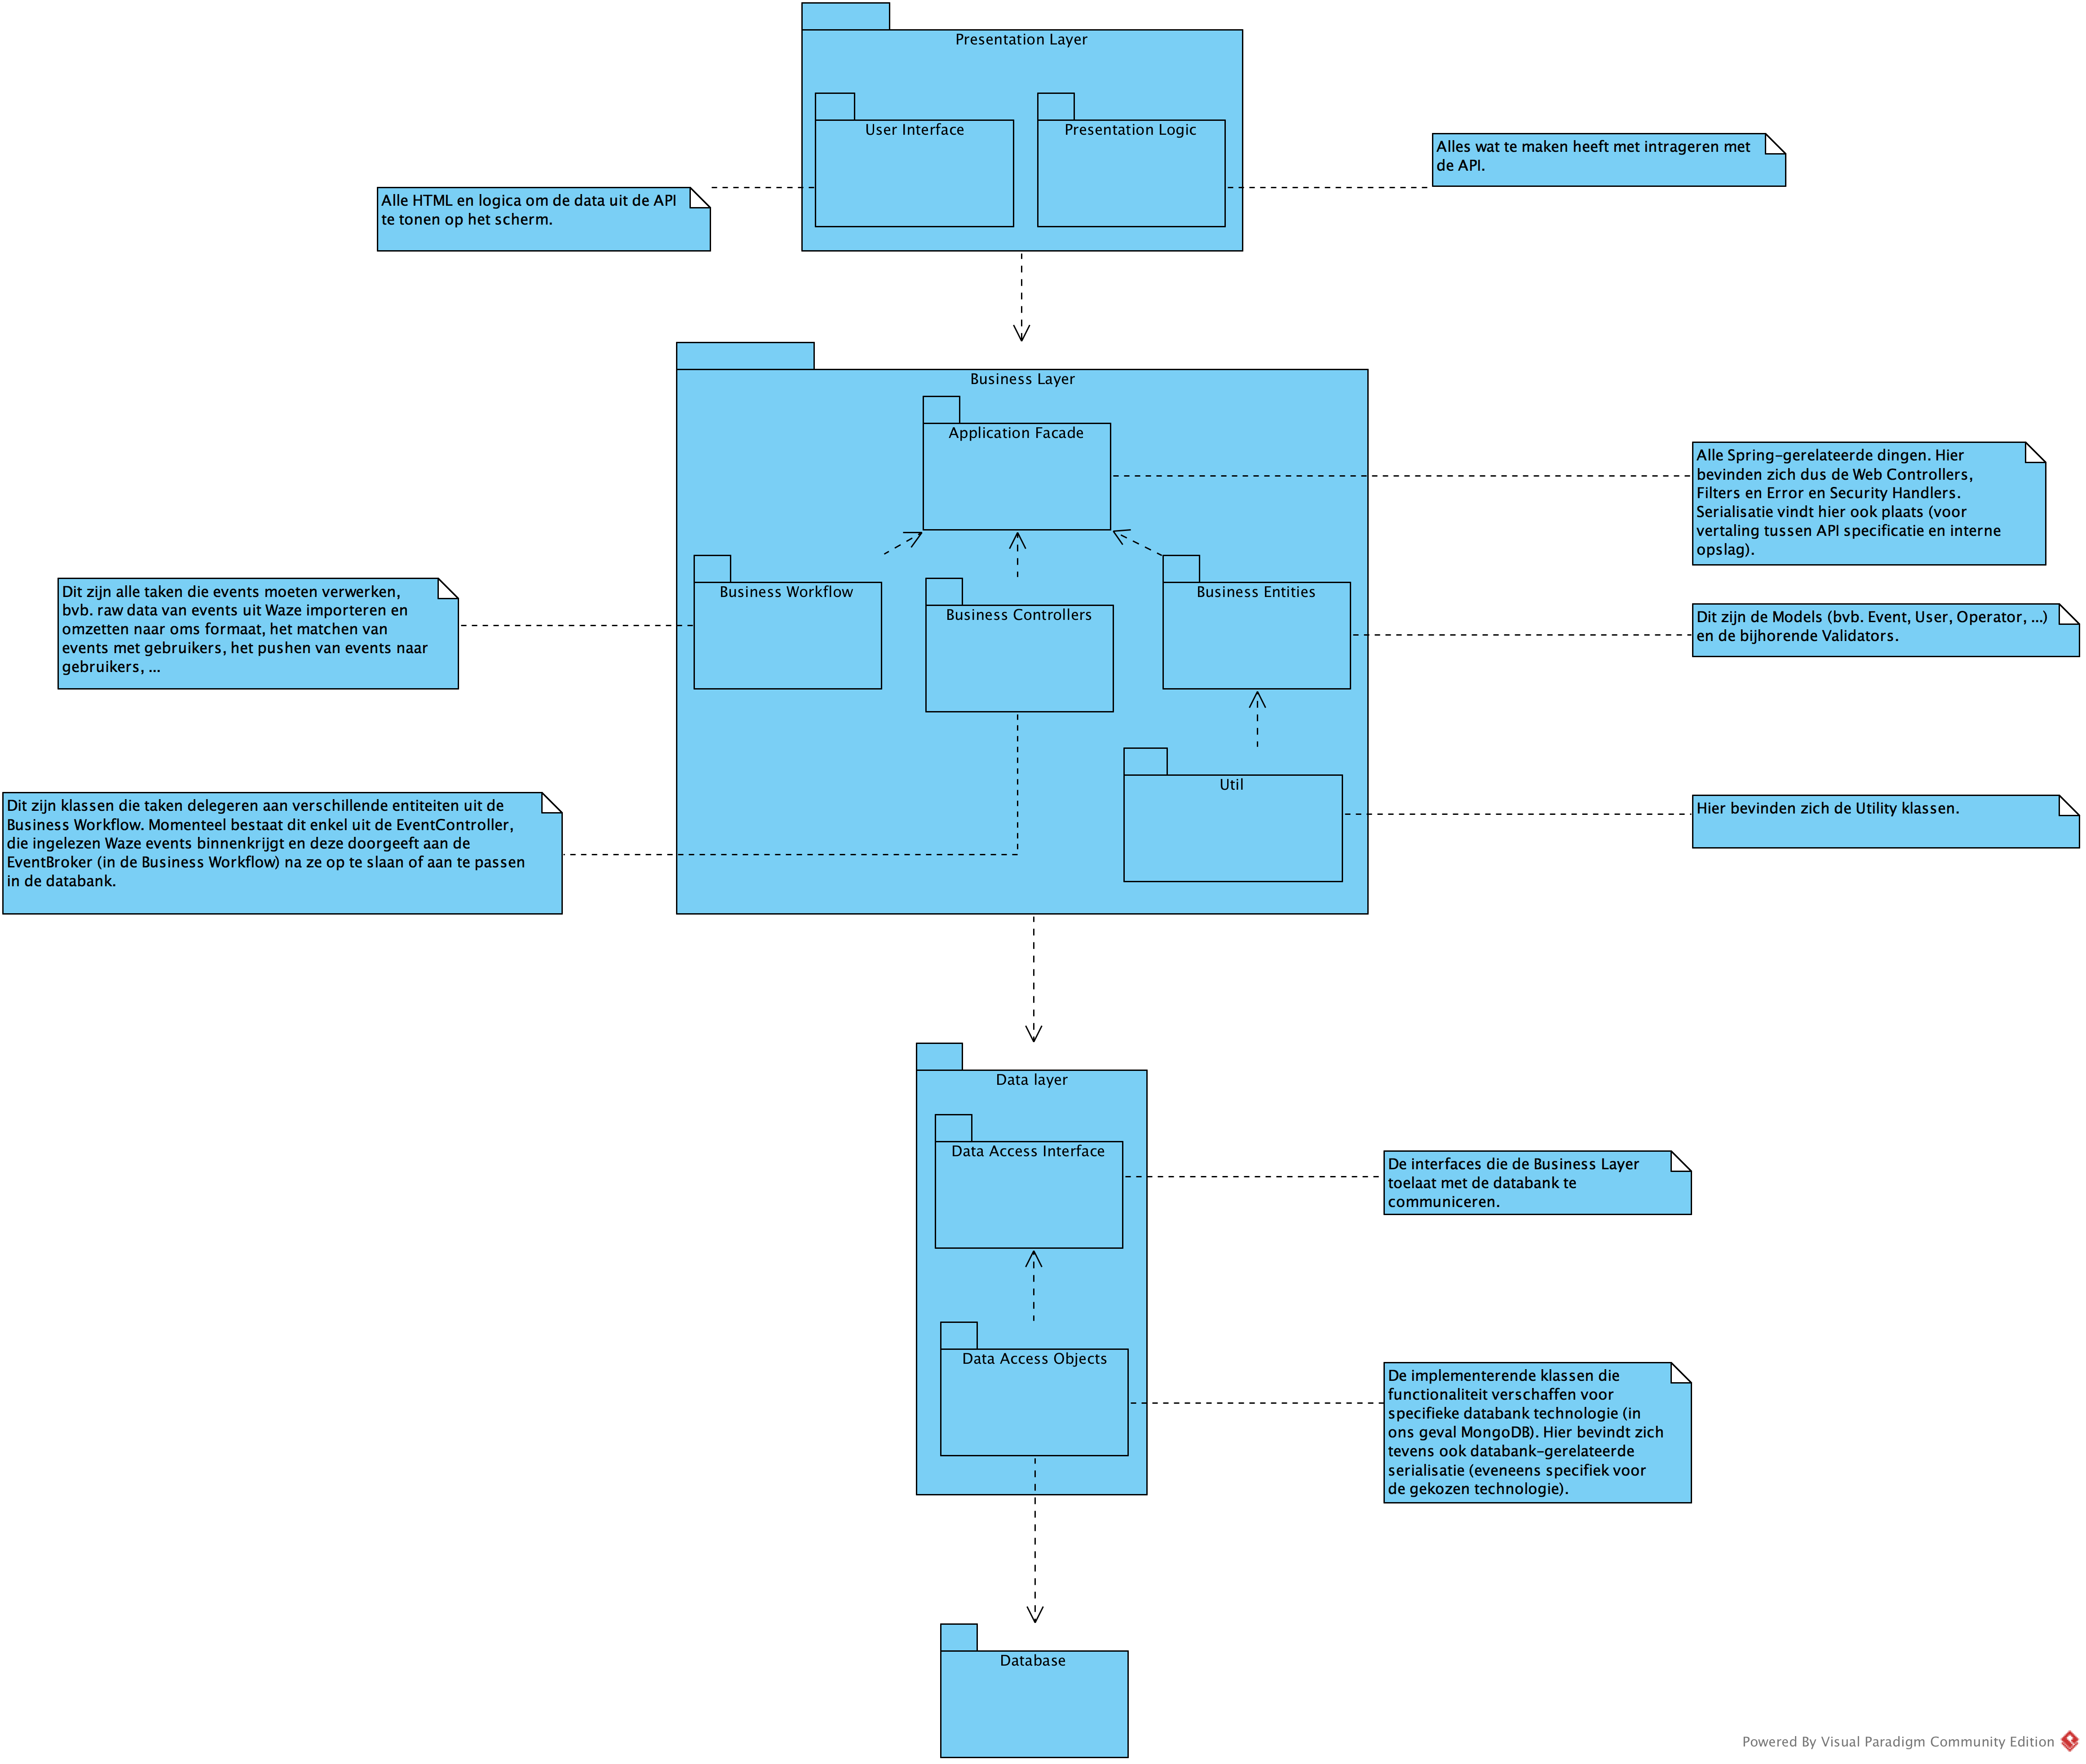 Presentation Layer
User Interface
Presentation Logic
Alles wat te maken heeft met intrageren met
de API.
Alle HTML en logica om de data uit de API
te tonen op het scherm.
Business Layer
Application Facade
Alle Spring-gerelateerde dingen. Hier
bevinden zich dus de Web Controllers,
Filters en Error en Security Handlers.
Serialisatie vindt hier ook plaats (voor
vertaling tussen API specificatie en interne
opslag).
Business Workflow
Business Controllers
Business Entities
Dit zijn alle taken die events moeten verwerken,
bvb. raw data van events uit Waze importeren en
omzetten naar oms formaat, het matchen van
events met gebruikers, het pushen van events naar
gebruikers, ...
Dit zijn de Models (bvb. Event, User, Operator, ...)
en de bijhorende Validators.
Util
Dit zijn klassen die taken delegeren aan verschillende entiteiten uit de
Business Workflow. Momenteel bestaat dit enkel uit de EventController,
die ingelezen Waze events binnenkrijgt en deze doorgeeft aan de
EventBroker (in de Business Workflow) na ze op te slaan of aan te passen
in de databank.
Hier bevinden zich de Utility klassen.
Data layer
Data Access Interface
De interfaces die de Business Layer
toelaat met de databank te
communiceren.
Data Access Objects
De implementerende klassen die
functionaliteit verschaffen voor
specifieke databank technologie (in
ons geval MongoDB). Hier bevindt zich
tevens ook databank-gerelateerde
serialisatie (eveneens specifiek voor
de gekozen technologie).
Database
Powered By Visual Paradigm Community Edition